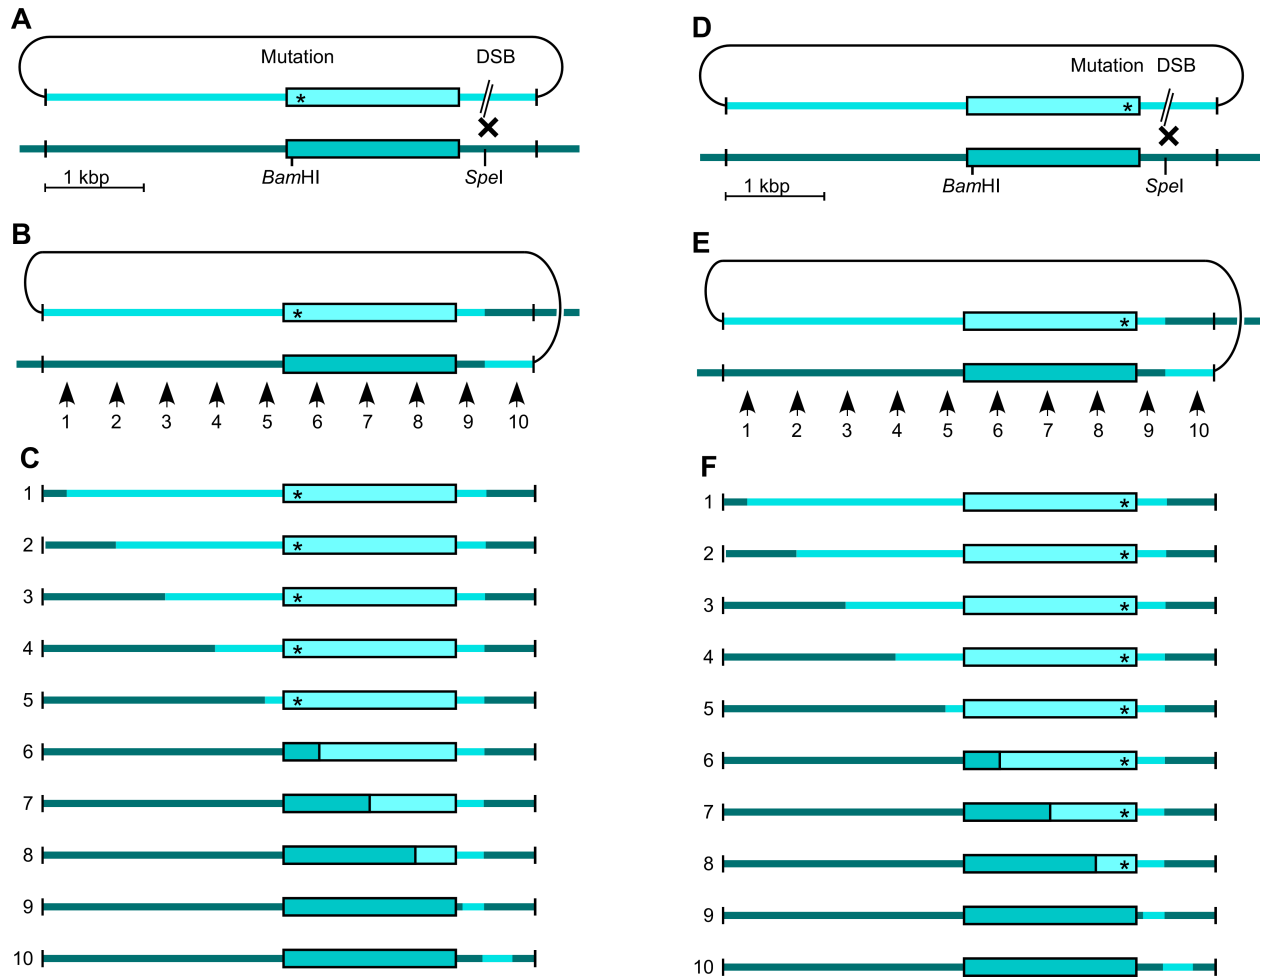 A
Mutation
DSB
*
BamHI
SpeI
1 kbp
B
*
1 2 3 4 5 6 7 8 9 10
C
1 *
2 *
3 *
4 *
5 *
6
7
8
9
10
D
Mutation DSB
*
BamHI
SpeI
1 kbp
E
*
1 2 3 4 5 6 7 8 9 10
F
1 *
2 *
3 *
4 *
5 *
6 *
7 *
8 *
9
10